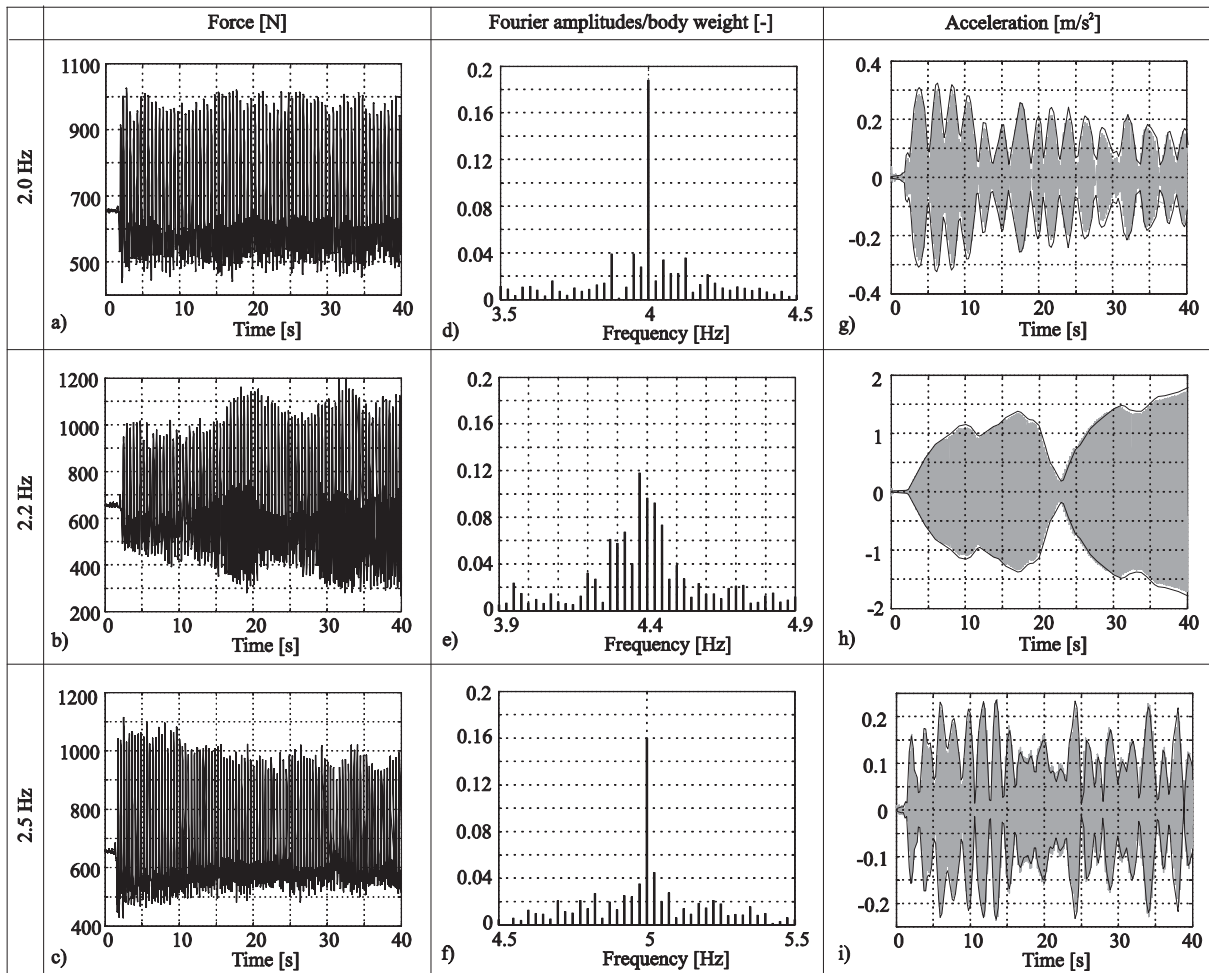 Force [N]
Fourier amplitudes/body weight [-]
Acceleration [m/s²]
2.0 Hz
1100
900
700
500
0 10 20 30 40
Time [s]
a)
0.2
0.16
0.12
0.08
0.04
0
3.5 4 4.5
Frequency [Hz]
d)
0.4
0.2
0
-0.2
-0.4
0 10 20 30 40
Time [s]
g)
2.2 Hz
1200
1000
800
600
400
200
0 10 20 30 40
Time [s]
b)
0.2
0.16
0.12
0.08
0.04
0
3.9 4.4 4.9
Frequency [Hz]
e)
2
1
0
-1
-2
0 10 20 30 40
Time [s]
h)
2.5 Hz
1200
1000
800
600
400
0 10 20 30 40
Time [s]
c)
0.2
0.16
0.12
0.08
0.04
0
4.5 5 5.5
Frequency [Hz]
f)
0.2
0.1
0
-0.1
-0.2
0 10 20 30 40
Time [s]
i)